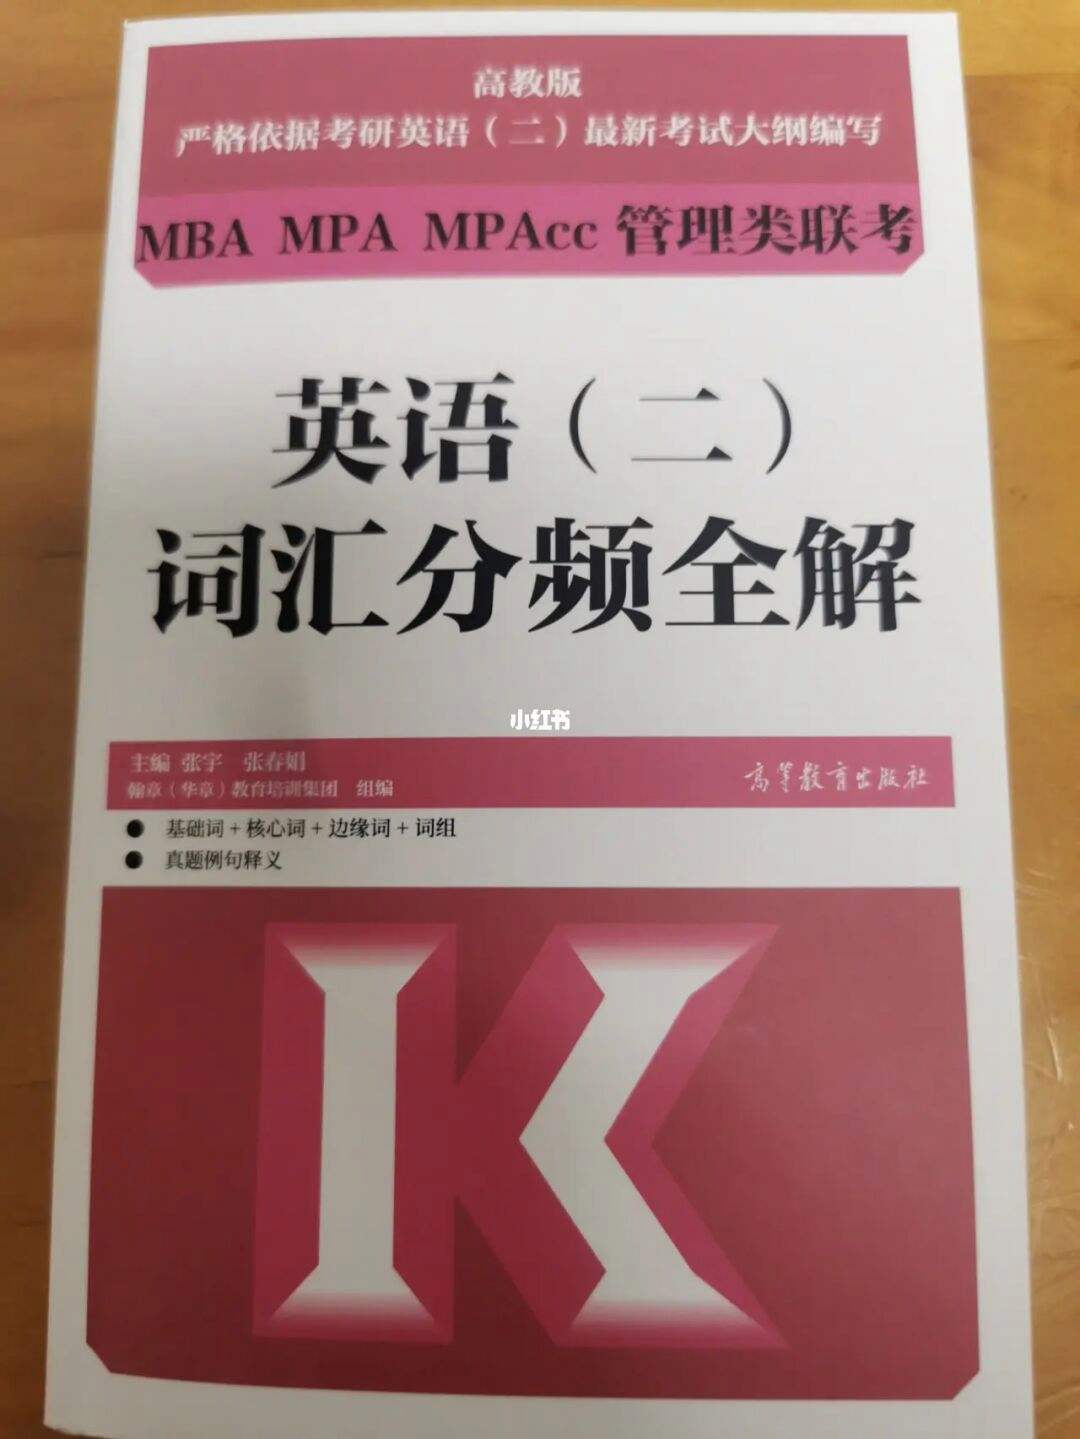 高教版
严格依据考研英语（二）最新考试大纲编写
MBA MPA MPAcc 管理类联考
英语（二）
词汇分频全解
小红书
主编 张宇 张春娟
翰章（华章）教育培训集团 组编
高等教育出版社
● 基础词+核心词+边缘词+词组
● 真题例句释义
K